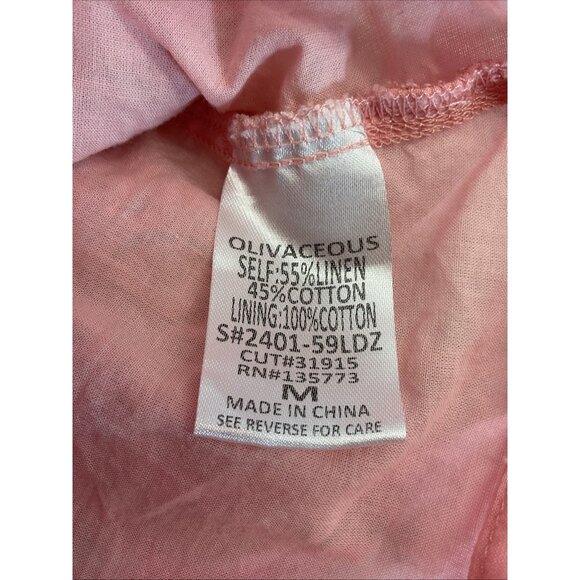 OLIVACEOUS
SELF:55%LINEN
45%COTTON
LINING:100%COTTON
S#2401-59LDZ
CUT#31915
RN#135773
M
MADE IN CHINA
SEE REVERSE FOR CARE